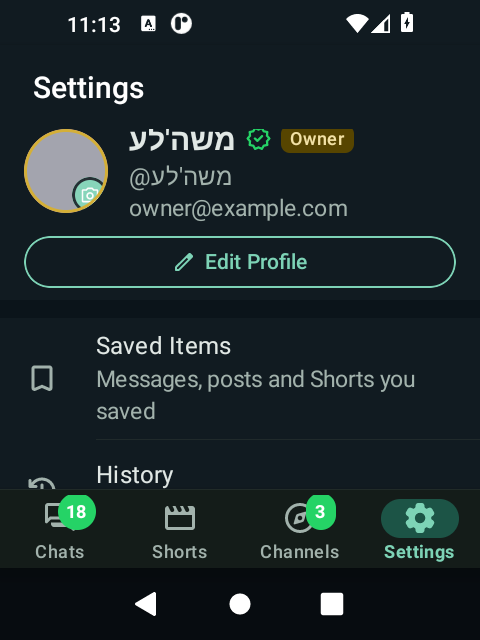 11:13
Settings
משה'לע
Owner
@משה'לע
owner@example.com
Edit Profile
Saved Items
Messages, posts and Shorts you
saved
History
18
3
Chats
Shorts
Channels
Settings